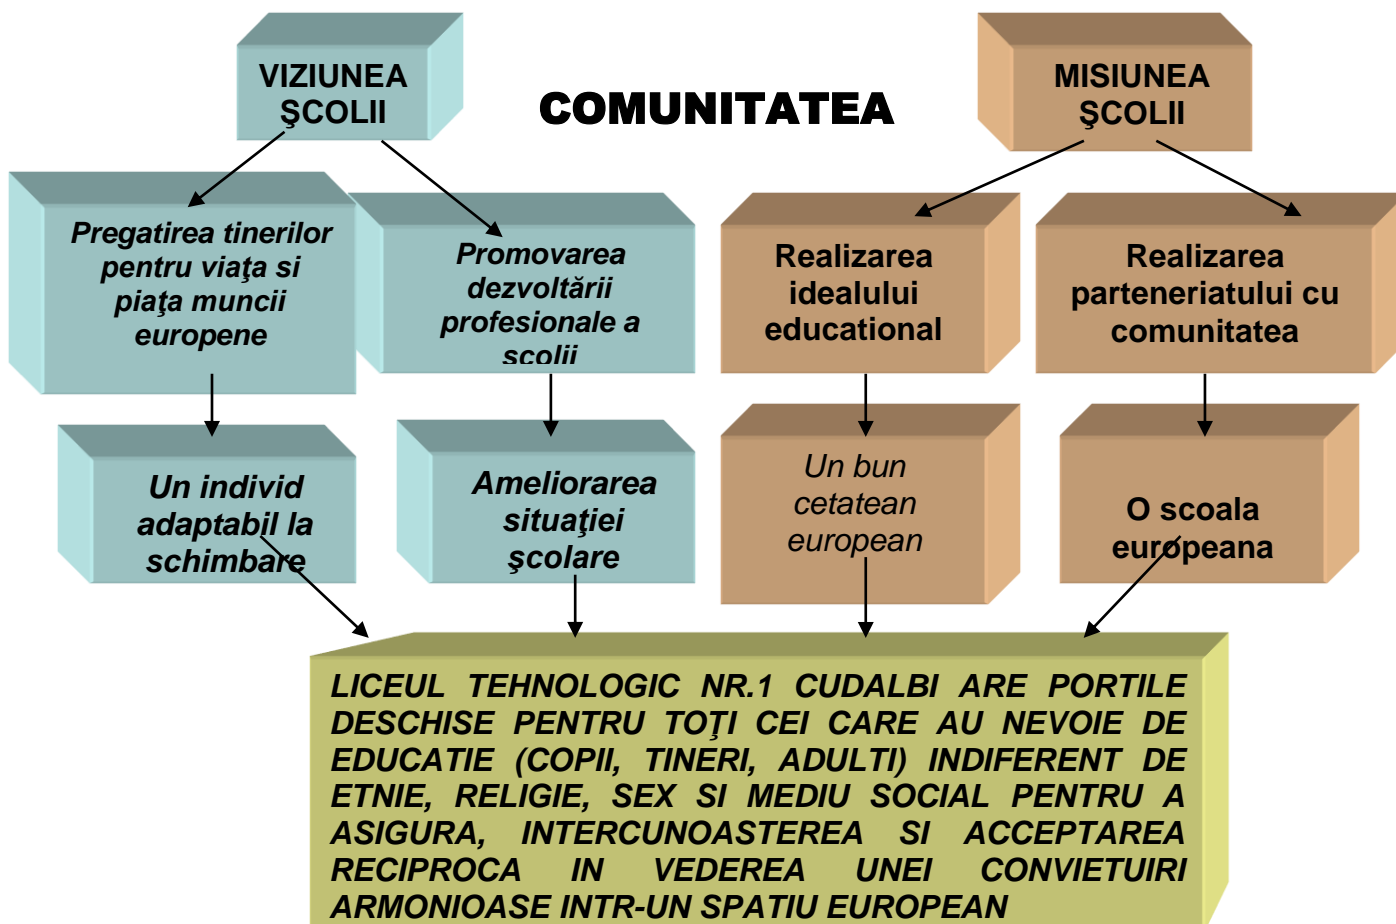 VIZIUNEA
ŞCOLII
COMUNITATEA
MISIUNEA
ŞCOLII
Pregatirea tinerilor
pentru viaţa si
piaţa muncii
europene
Promovarea
dezvoltării
profesionale a
scolii
Realizarea
idealului
educational
Realizarea
parteneriatului cu
comunitatea
Un individ
adaptabil la
schimbare
Ameliorarea
situaţiei
şcolare
Un bun
cetatean
european
O scoala
europeana
LICEUL TEHNOLOGIC NR.1 CUDALBI ARE PORTILE
DESCHISE PENTRU TOŢI CEI CARE AU NEVOIE DE
EDUCATIE (COPII, TINERI, ADULTI) INDIFERENT DE
ETNIE, RELIGIE, SEX SI MEDIU SOCIAL PENTRU A
ASIGURA, INTERCUNOASTEREA SI ACCEPTAREA
RECIPROCA IN VEDEREA UNEI CONVIETUIRI
ARMONIOASE INTR-UN SPATIU EUROPEAN